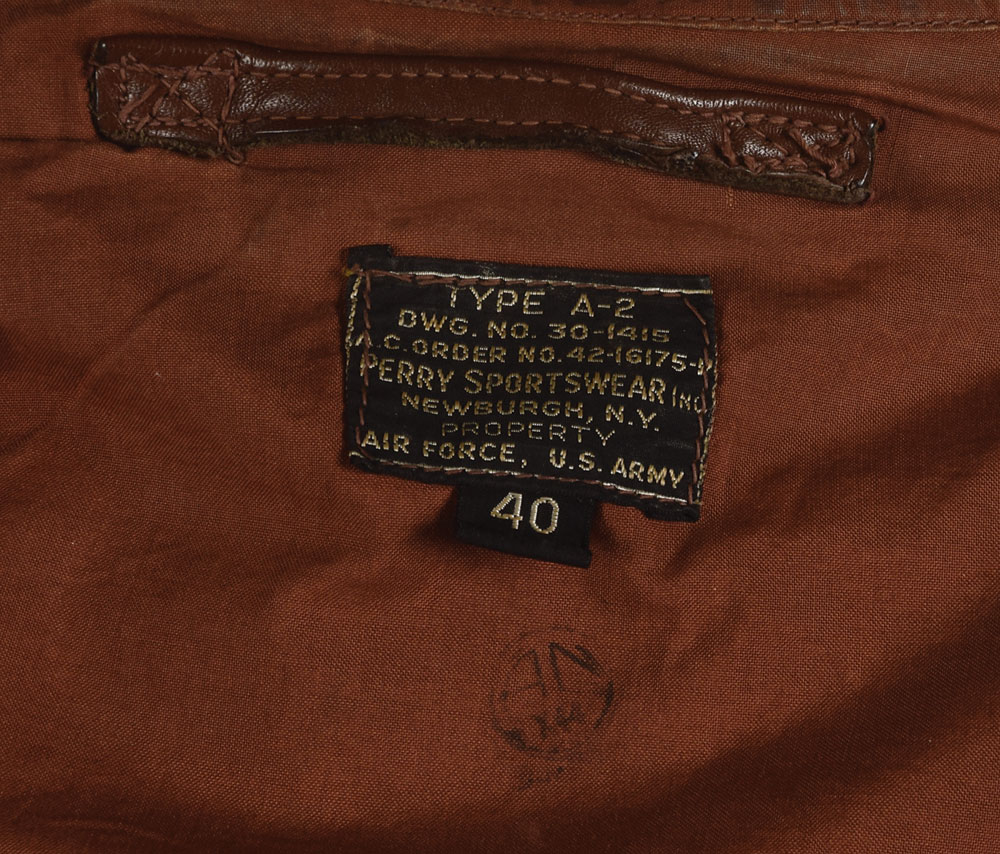 TYPE A-2
DWG. NO. 30-1415
A.C. ORDER NO. 42-16175-P
PERRY SPORTSWEAR INC
NEWBURGH, N.Y.
PROPERTY
AIR FORCE, U.S. ARMY
40
AN